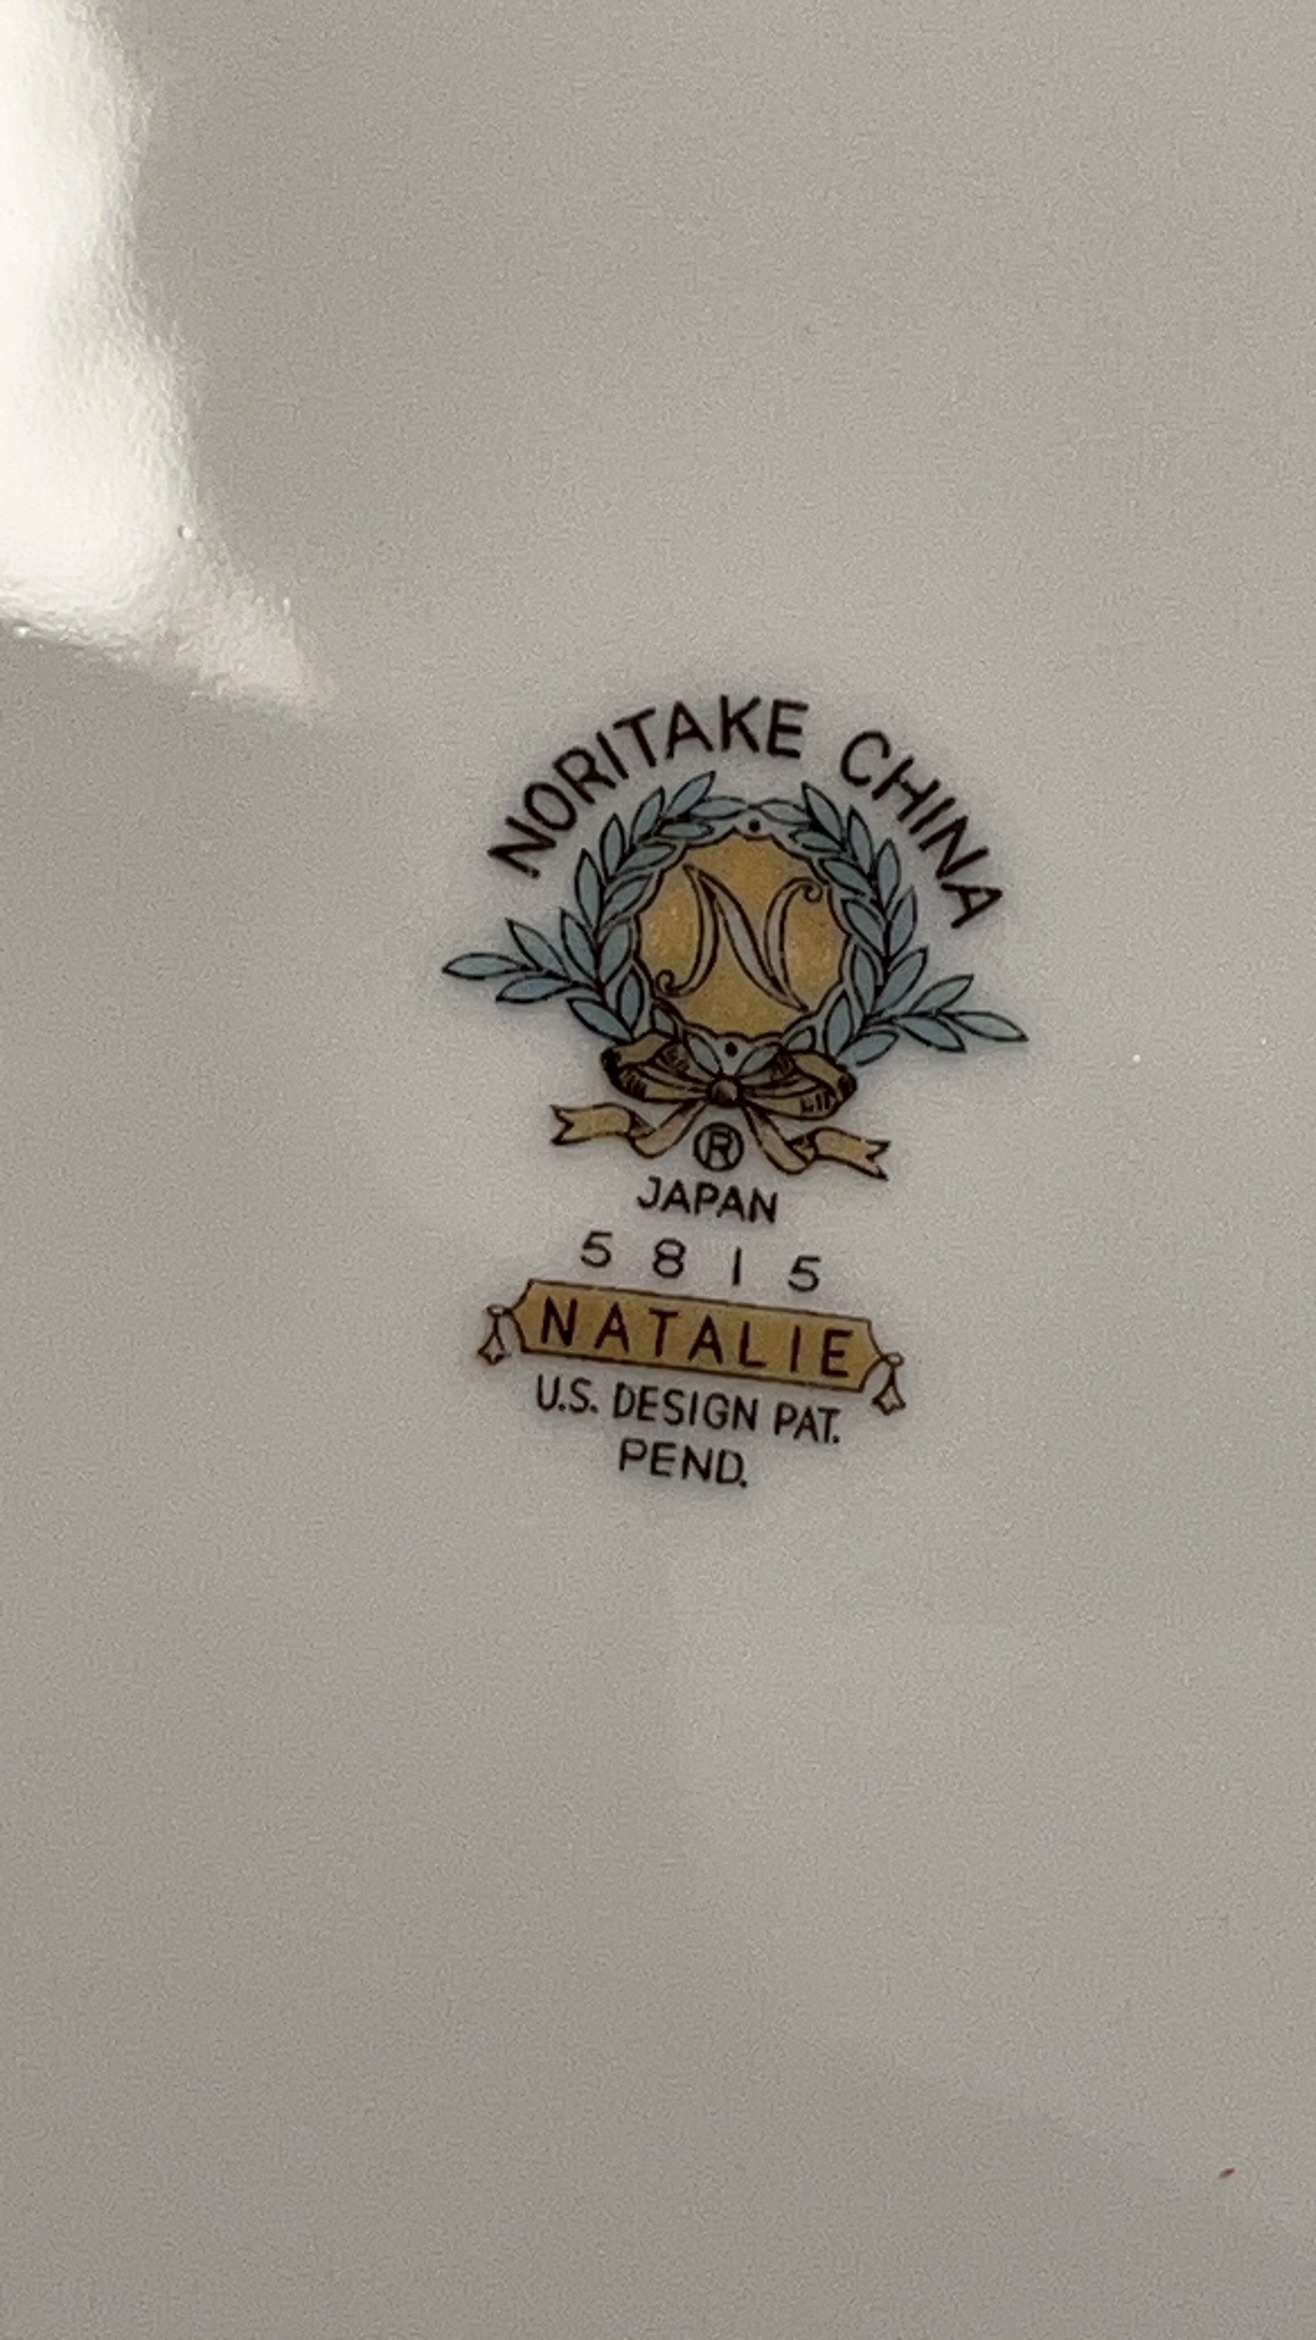 NORITAKE CHINA
N
®
JAPAN
5815
NATALIE
U.S. DESIGN PAT.
PEND.